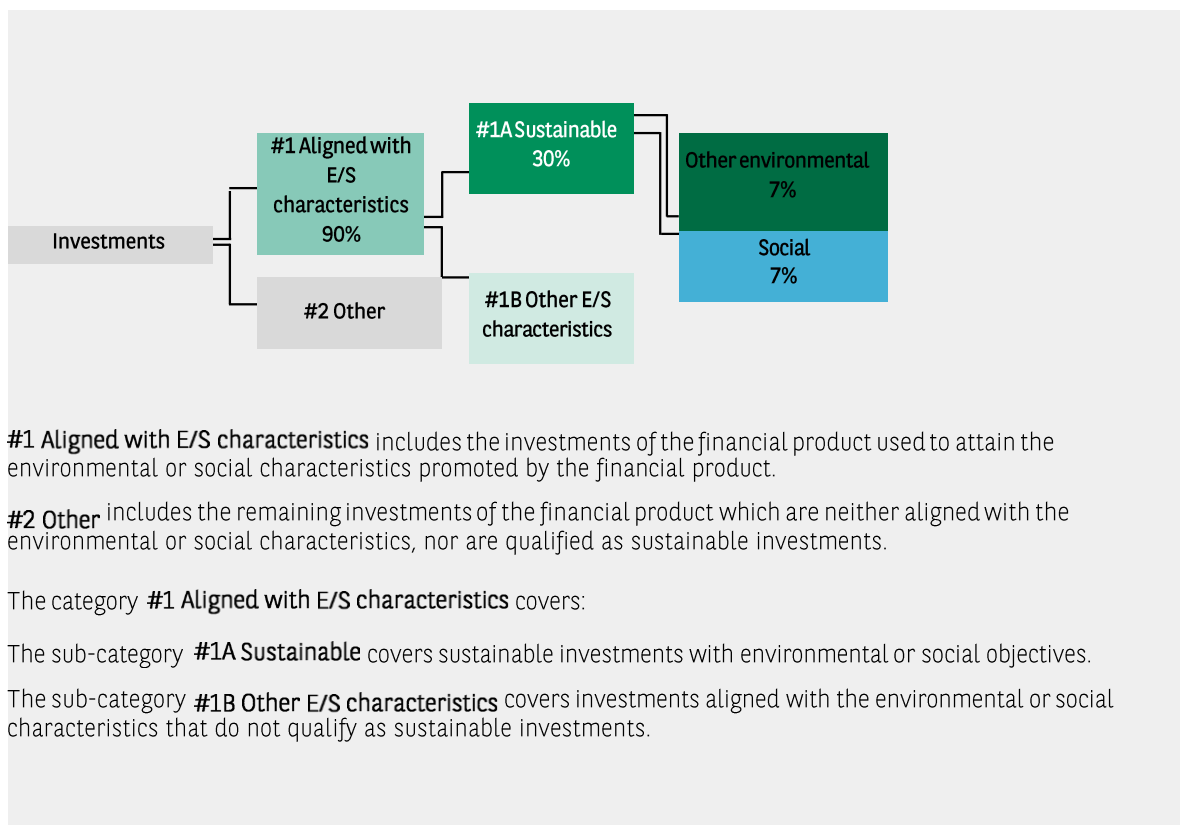 #1A Sustainable
30%
#1 Aligned with
E/S
characteristics
90%
Other environmental
7%
Investments
Social
7%
#2 Other
#1B Other E/S
characteristics
#1 Aligned with E/S characteristics includes the investments of the financial product used to attain the
environmental or social characteristics promoted by the financial product.
#2 Other includes the remaining investments of the financial product which are neither aligned with the
environmental or social characteristics, nor are qualified as sustainable investments.
The category #1 Aligned with E/S characteristics covers:
The sub-category #1A Sustainable covers sustainable investments with environmental or social objectives.
The sub-category #1B Other E/S characteristics covers investments aligned with the environmental or social
characteristics that do not qualify as sustainable investments.